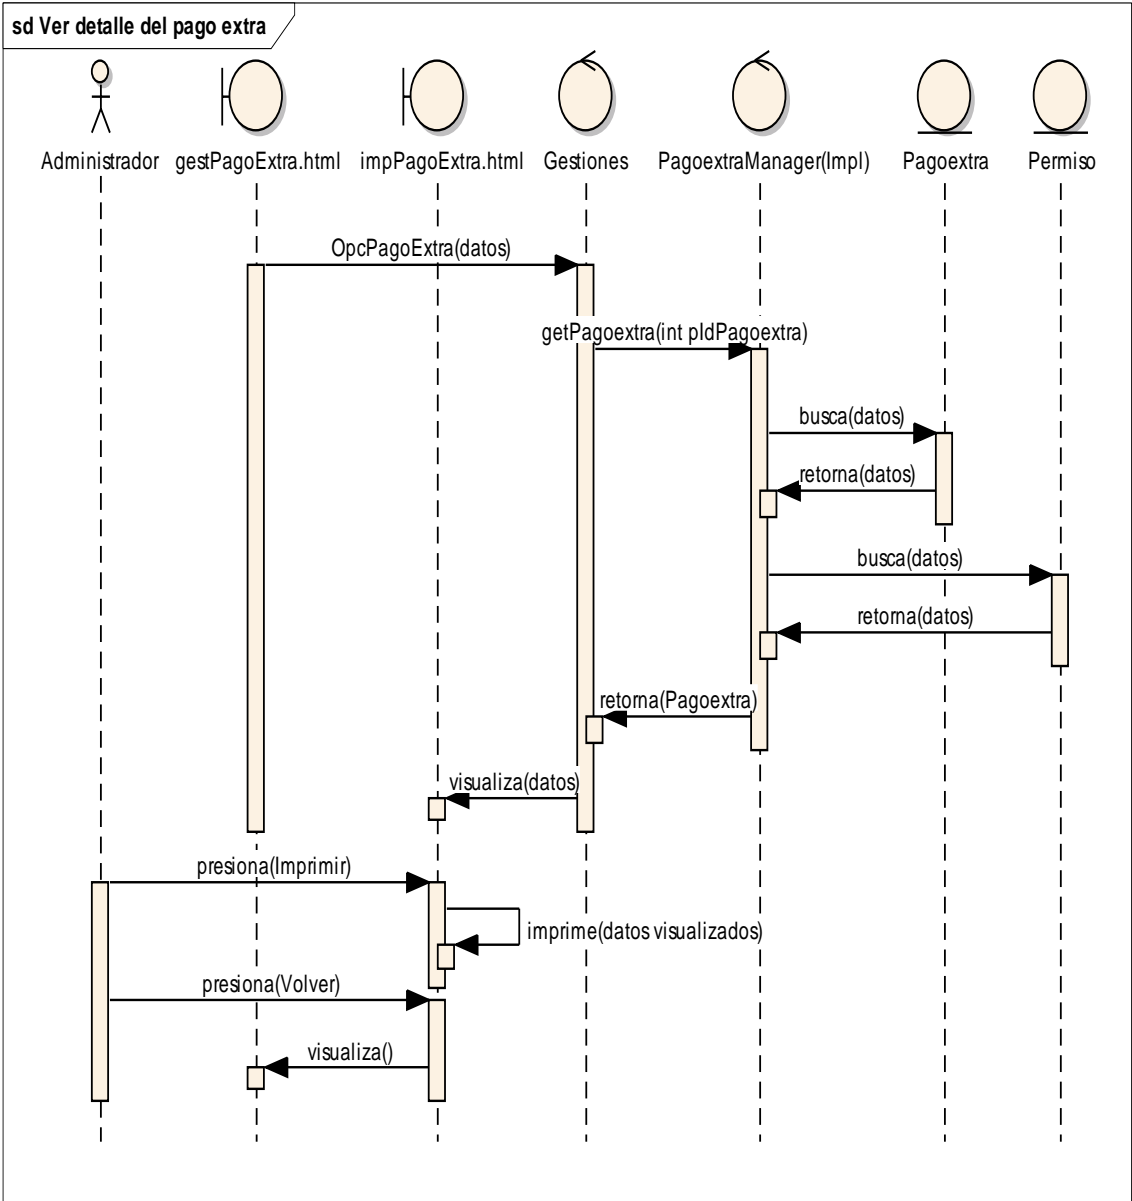 sd Ver detalle del pago extra
Administrador
gestPagoExtra.html
impPagoExtra.html
Gestiones
PagoextraManager(Impl)
Pagoextra
Permiso
OpcPagoExtra(datos)
getPagoextra(int pIdPagoextra)
busca(datos)
retorna(datos)
busca(datos)
retorna(datos)
retorna(Pagoextra)
visualiza(datos)
presiona(Imprimir)
imprime(datos visualizados)
presiona(Volver)
visualiza()